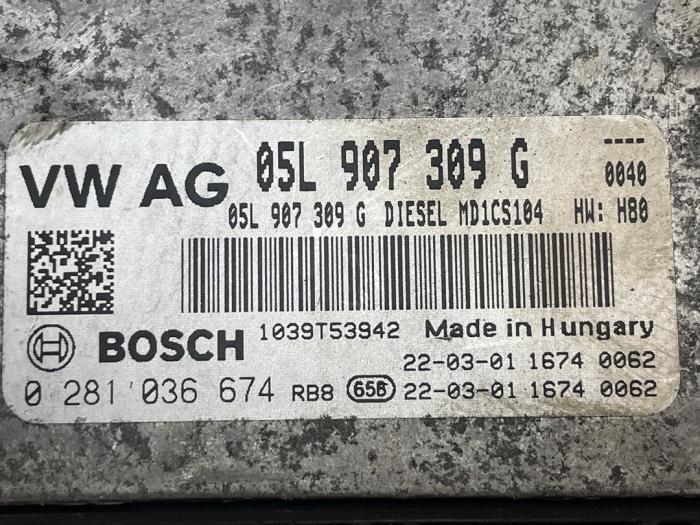 VW AG 05L 907 309 G ----
0040
05L 907 309 G DIESEL MD1CS104 HW: H80
BOSCH 1039T53942 Made in Hungary
22-03-01 1674 0062
0 281 036 674 RB8 65B 22-03-01 1674 0062